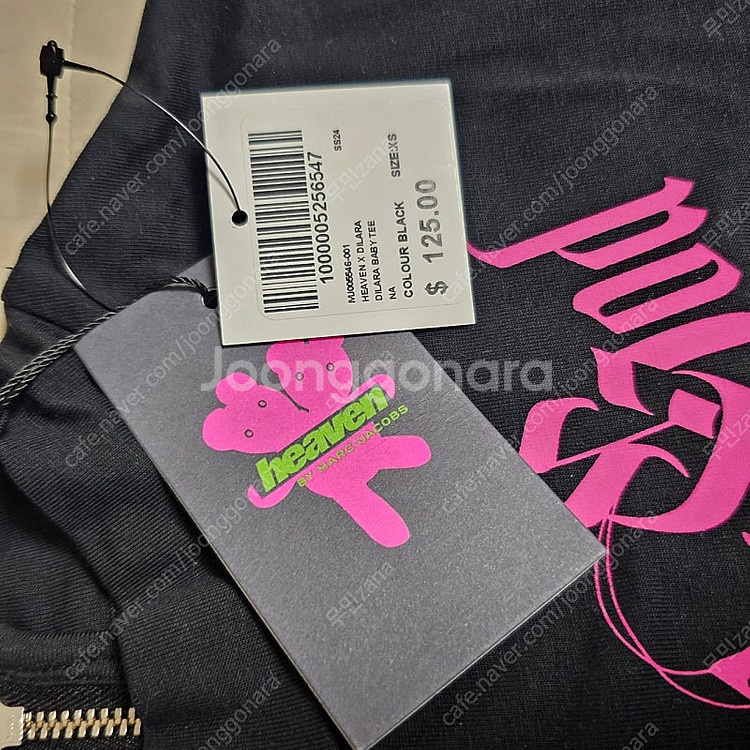 1000005256547
SS24
MJ005546-001
HEAVEN X DILARA
DILARA BABY TEE
NA
COLOUR BLACK SIZE:XS
$ 125.00
heaven
BY MARC JACOBS
Joonggonara
cafe.naver.com/joonggonara